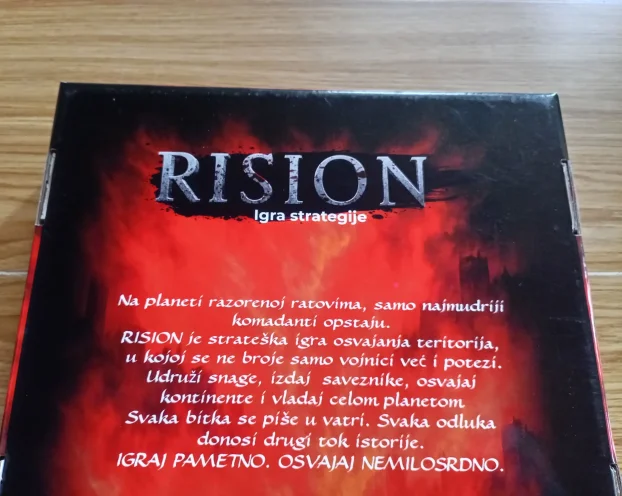 RISION
Igra strategije
Na planeti razorenoj ratovima, samo najmudriji
komadanti opstaju.
RISION je strateška igra osvajanja teritorija,
u kojoj se ne broje samo vojnici već i potezi.
Udruži snage, izdaj saveznike, osvajaj
kontinente i vladaj celom planetom
Svaka bitka se piše u vatri. Svaka odluka
donosi drugi tok istorije.
IGRAJ PAMETNO. OSVAJAJ NEMILOSRDNO.